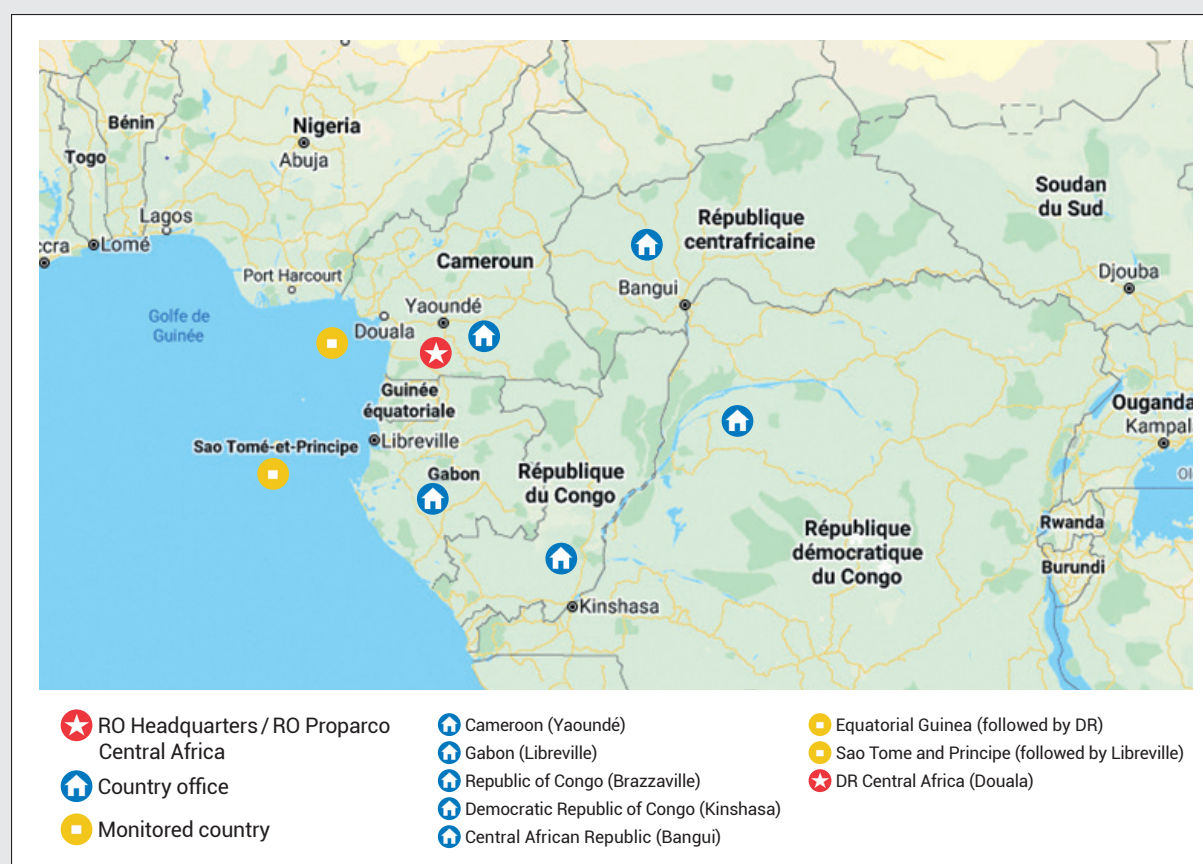 Bénin
Nigeria
Abuja
Togo
Lagos
ccra
Lomé
Port Harcourt
Golfe de
Guinée
Cameroun
Yaoundé
Douala
République
centrafricaine
Bangui
Soudan
du Sud
Djouba
Guinée
équatoriale
Libreville
Sao Tomé-et-Principe
Gabon
République
du Congo
Ouganda
Kampal
Ol
République
démocratique
du Congo
Rwanda
Burundi
Kinshasa
RO Headquarters / RO Proparco
Central Africa
Country office
Monitored country
Cameroon (Yaoundé)
Gabon (Libreville)
Republic of Congo (Brazzaville)
Democratic Republic of Congo (Kinshasa)
Central African Republic (Bangui)
Equatorial Guinea (followed by DR)
Sao Tome and Principe (followed by Libreville)
DR Central Africa (Douala)